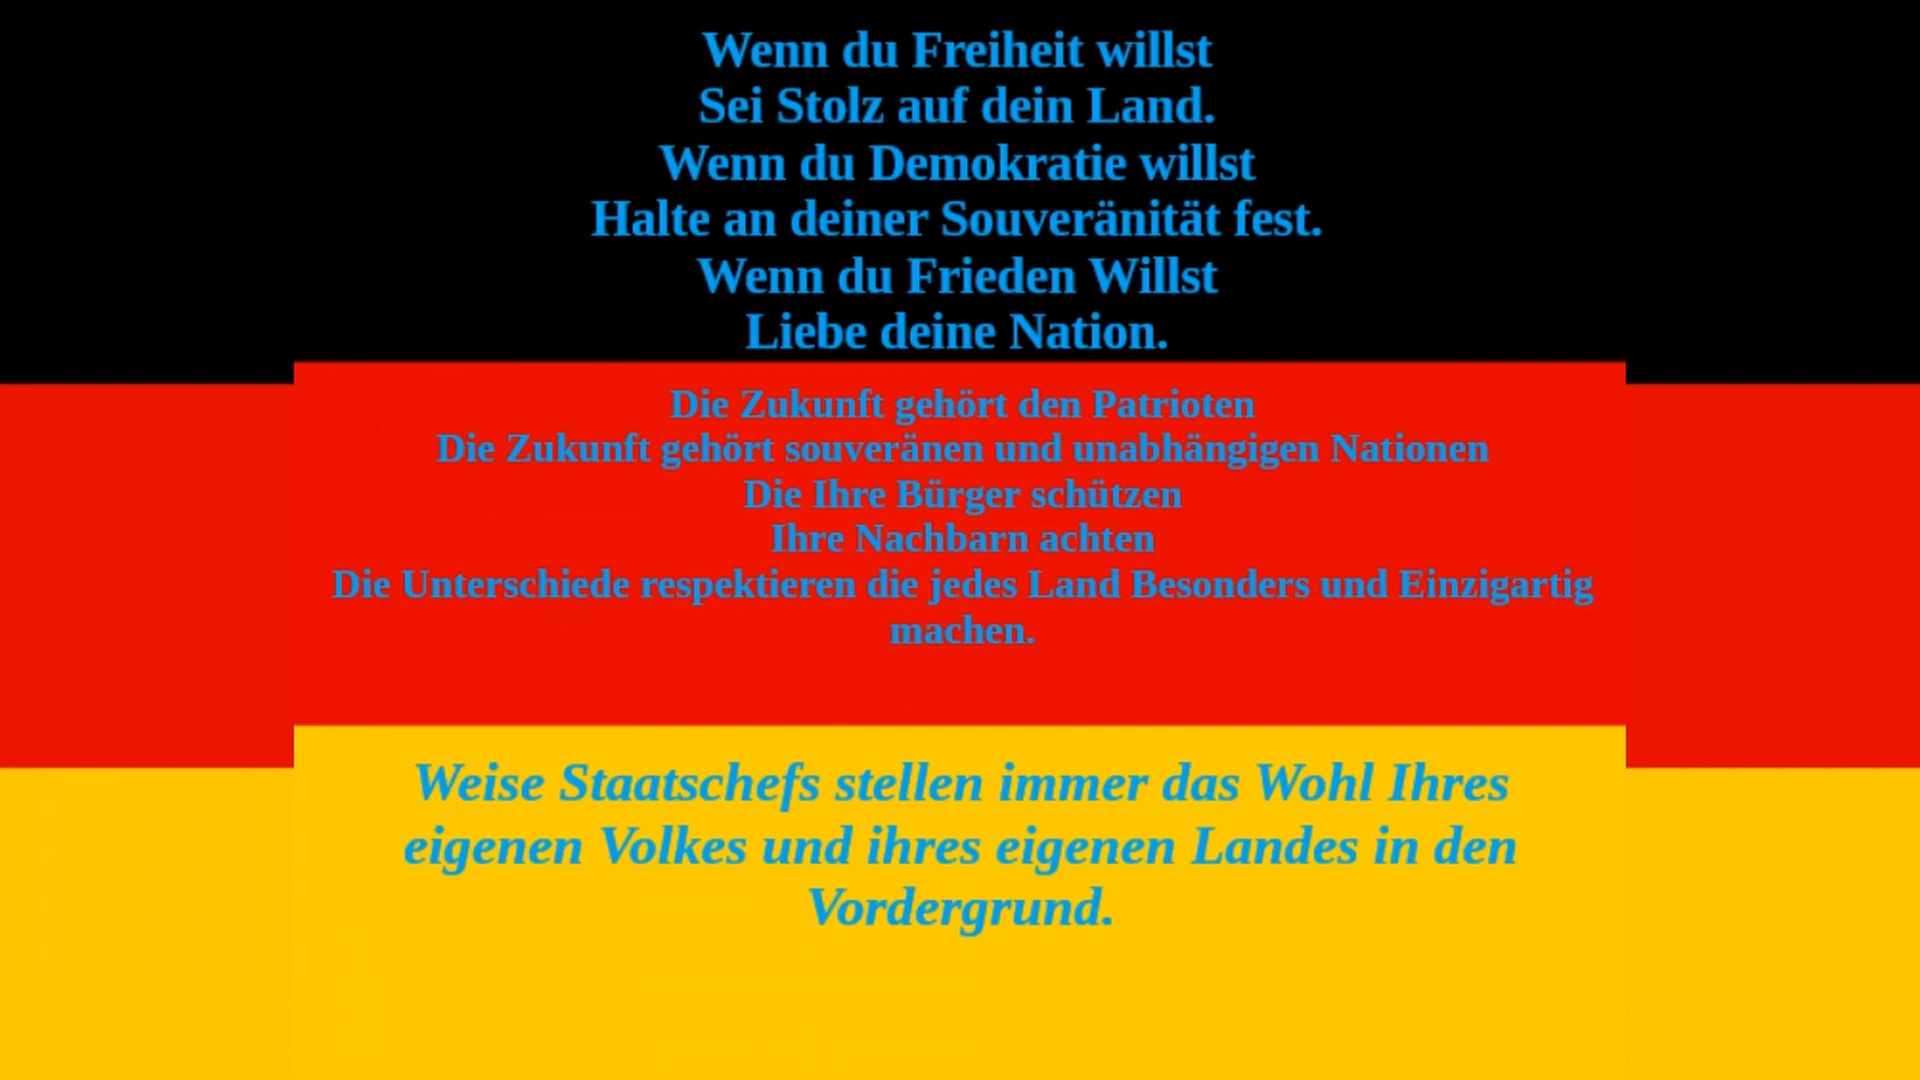 Wenn du Freiheit willst
Sei Stolz auf dein Land.
Wenn du Demokratie willst
Halte an deiner Souveränität fest.
Wenn du Frieden Willst
Liebe deine Nation.
Die Zukunft gehört den Patrioten
Die Zukunft gehört souveränen und unabhängigen Nationen
Die Ihre Bürger schützen
Ihre Nachbarn achten
Die Unterschiede respektieren die jedes Land Besonders und Einzigartig
machen.
Weise Staatschefs stellen immer das Wohl Ihres
eigenen Volkes und ihres eigenen Landes in den
Vordergrund.